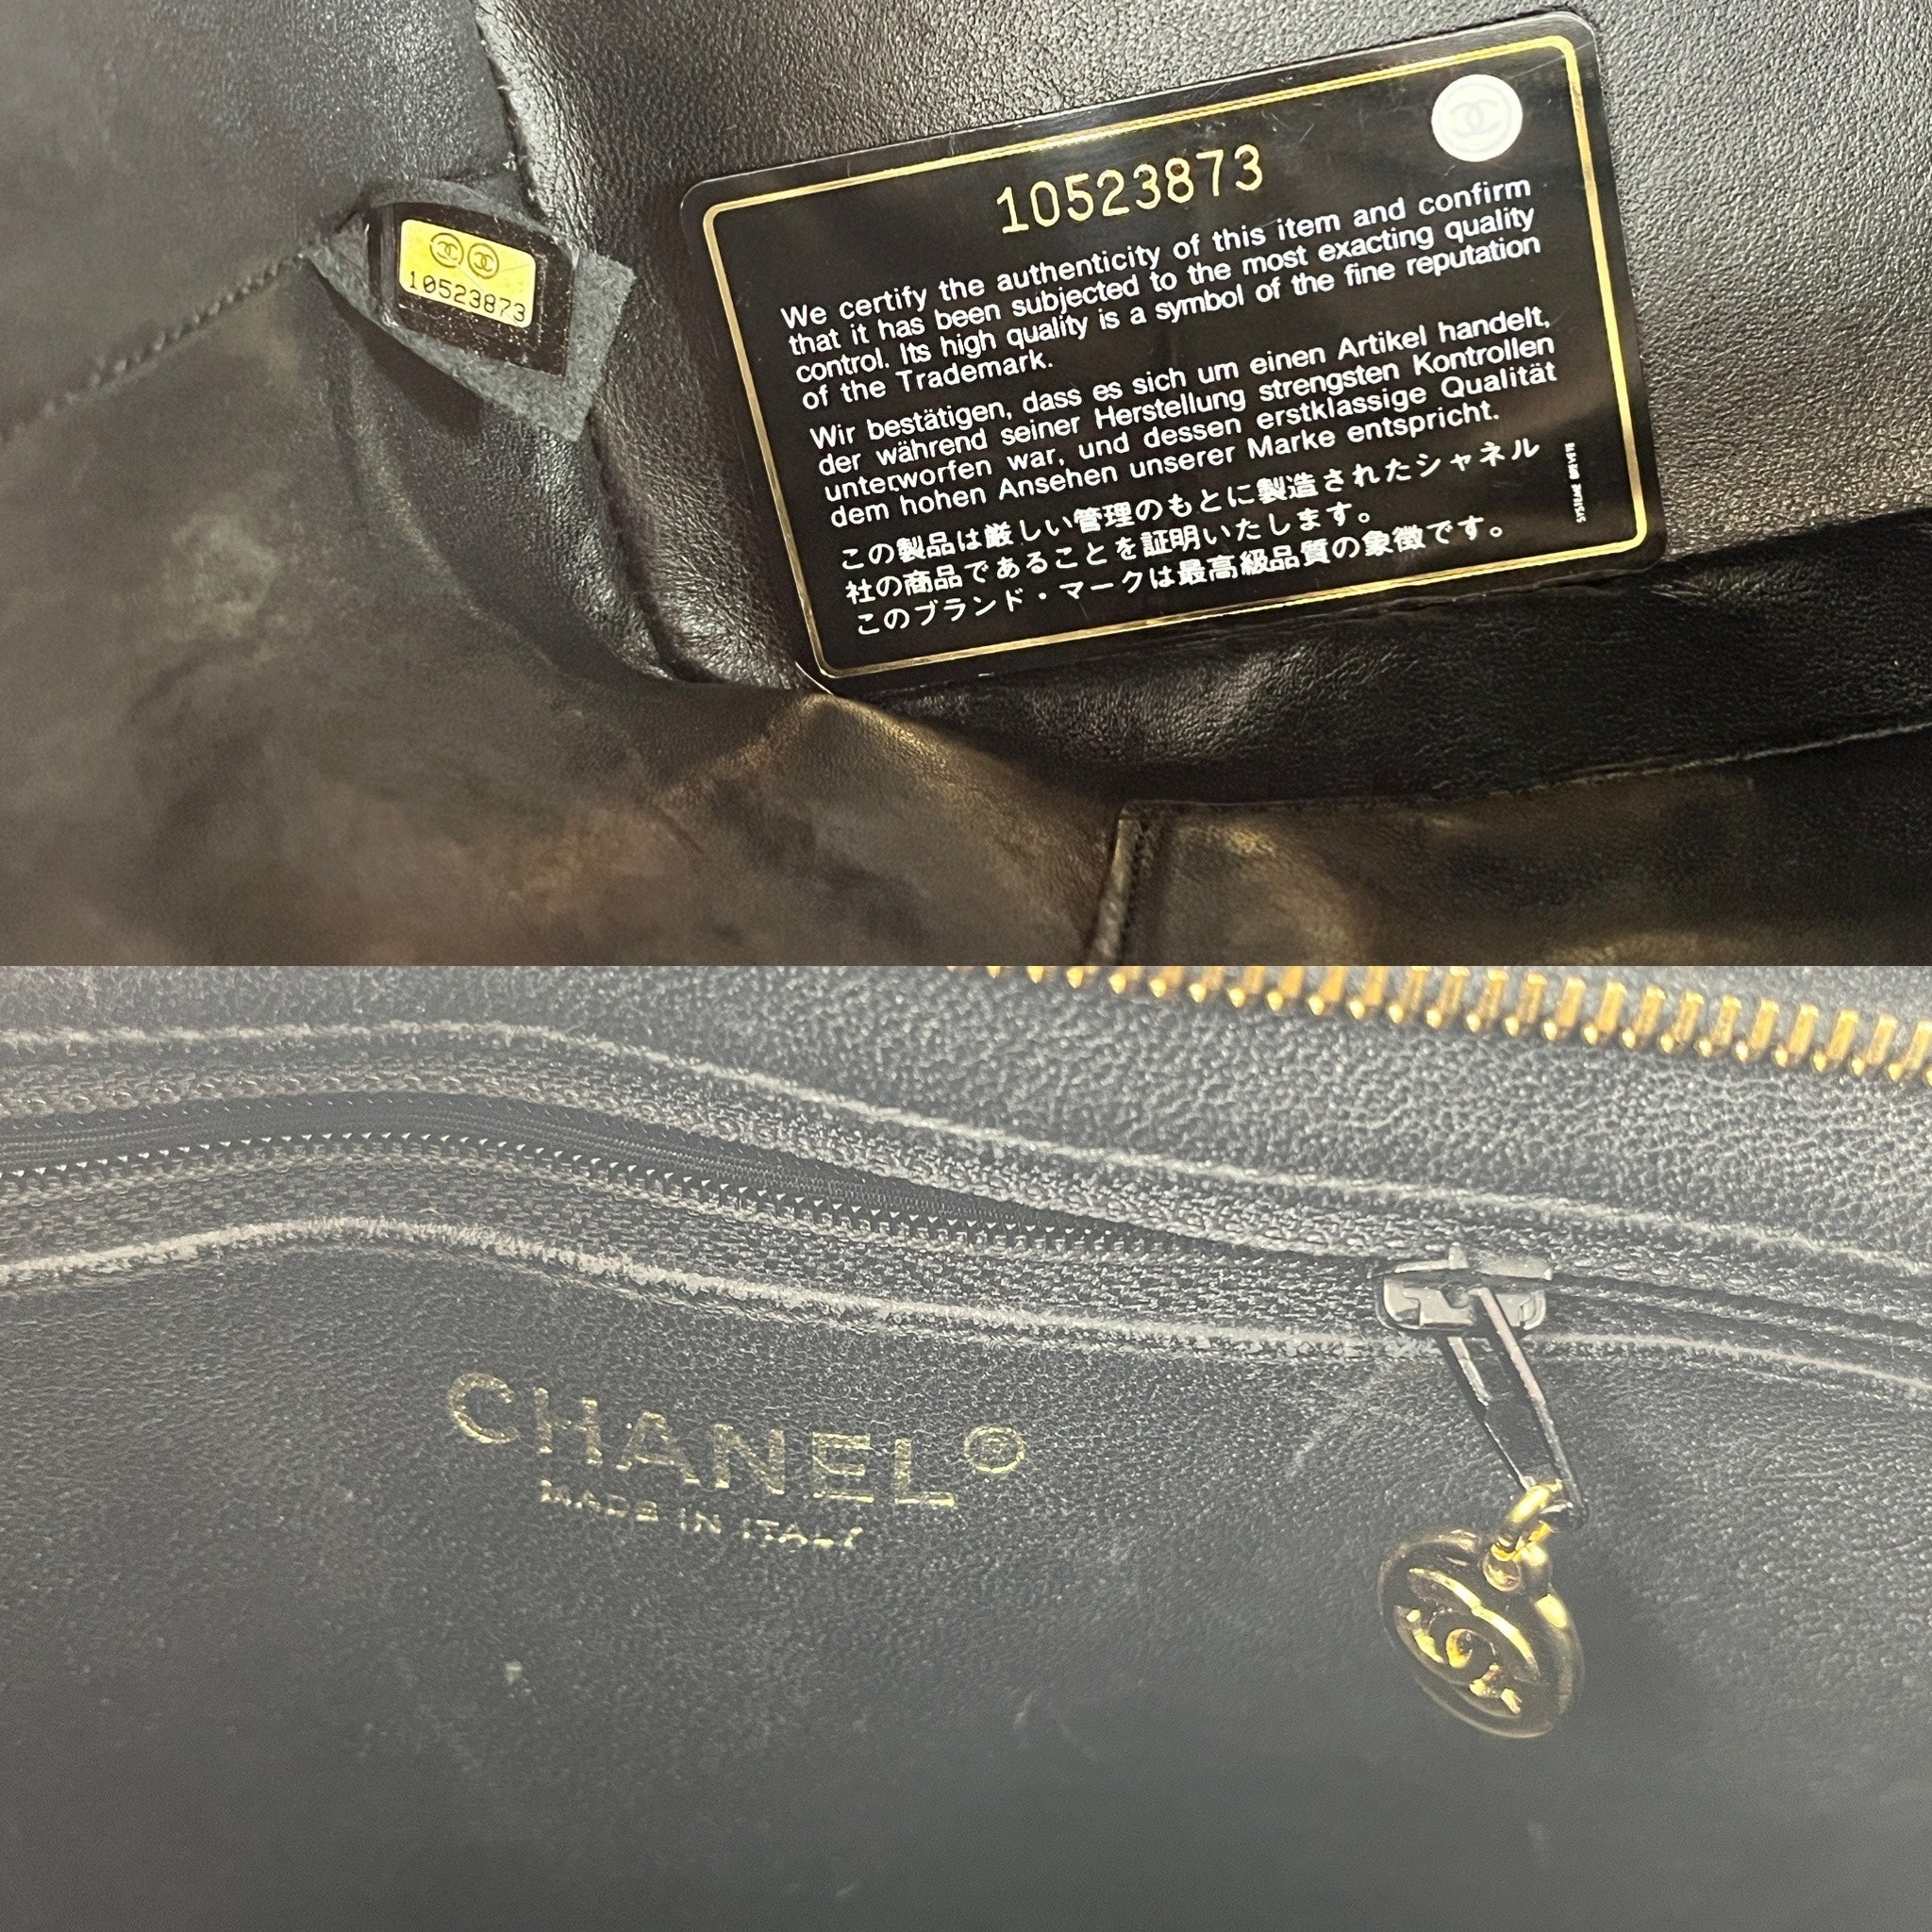 10523873
10523873
We certify the authenticity of this item and confirm
that it has been subjected to the most exacting quality
control. Its high quality is a symbol of the fine reputation
of the Trademark.
Wir bestätigen, dass es sich um einen Artikel handelt,
der während seiner Herstellung strengsten Kontrollen
unterworfen war, und dessen erstklassige Qualität
dem hohen Ansehen unserer Marke entspricht.
この製品は厳しい管理のもとに製造されたシャネル
社の商品であることを証明いたします。
このブランド・マークは最高級品質の象徴です。
SYSTEME BREVETE
CHANEL®
MADE IN ITALY